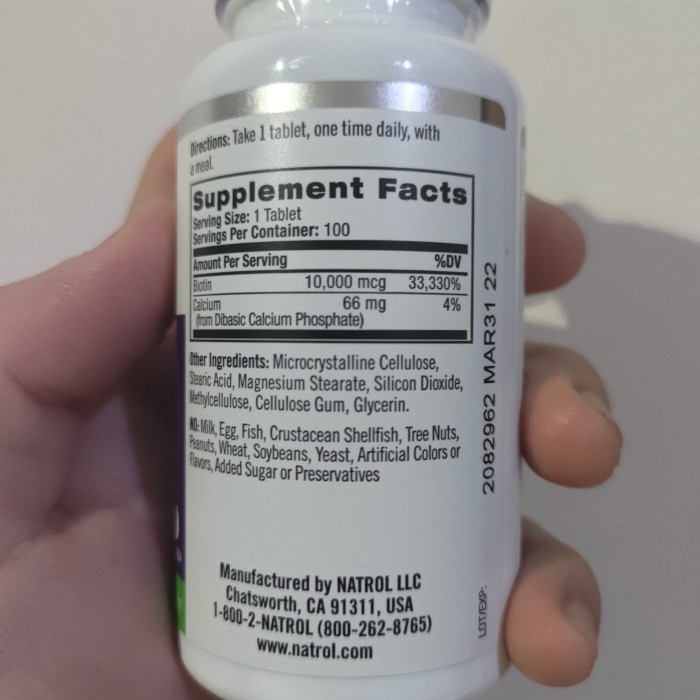 Directions: Take 1 tablet, one time daily, with
a meal.
Supplement Facts
Serving Size: 1 Tablet
Servings Per Container: 100
Amount Per Serving %DV
Biotin 10,000 mcg 33,330%
Calcium 66 mg 4%
(from Dibasic Calcium Phosphate)
Other Ingredients: Microcrystalline Cellulose,
Stearic Acid, Magnesium Stearate, Silicon Dioxide,
Methylcellulose, Cellulose Gum, Glycerin.
NO: Milk, Egg, Fish, Crustacean Shellfish, Tree Nuts,
Peanuts, Wheat, Soybeans, Yeast, Artificial Colors or
Flavors, Added Sugar or Preservatives
Manufactured by NATROL LLC
Chatsworth, CA 91311, USA
1-800-2-NATROL (800-262-8765)
www.natrol.com
LOT/EXP:
2082962 MAR31 22